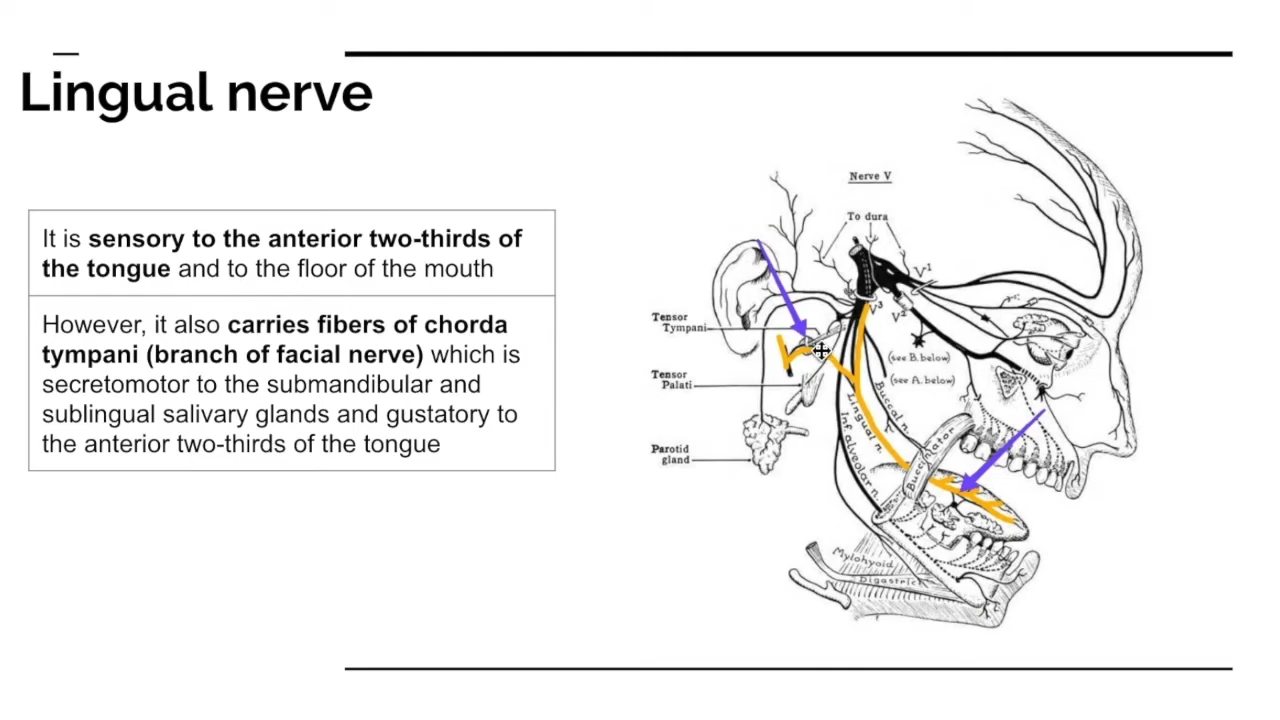 Lingual nerve
It is sensory to the anterior two-thirds of
the tongue and to the floor of the mouth
However, it also carries fibers of chorda
tympani (branch of facial nerve) which is
secretomotor to the submandibular and
sublingual salivary glands and gustatory to
the anterior two-thirds of the tongue
Nerve V
To dura
V1
V2
V3
Tensor
Tympani
(see B. below)
Tensor
Palati
(see A. below)
Buccal n.
Lingual n.
Inf. alveolar n.
Buccinator
Parotid
gland
Mylohyoid
Digastric